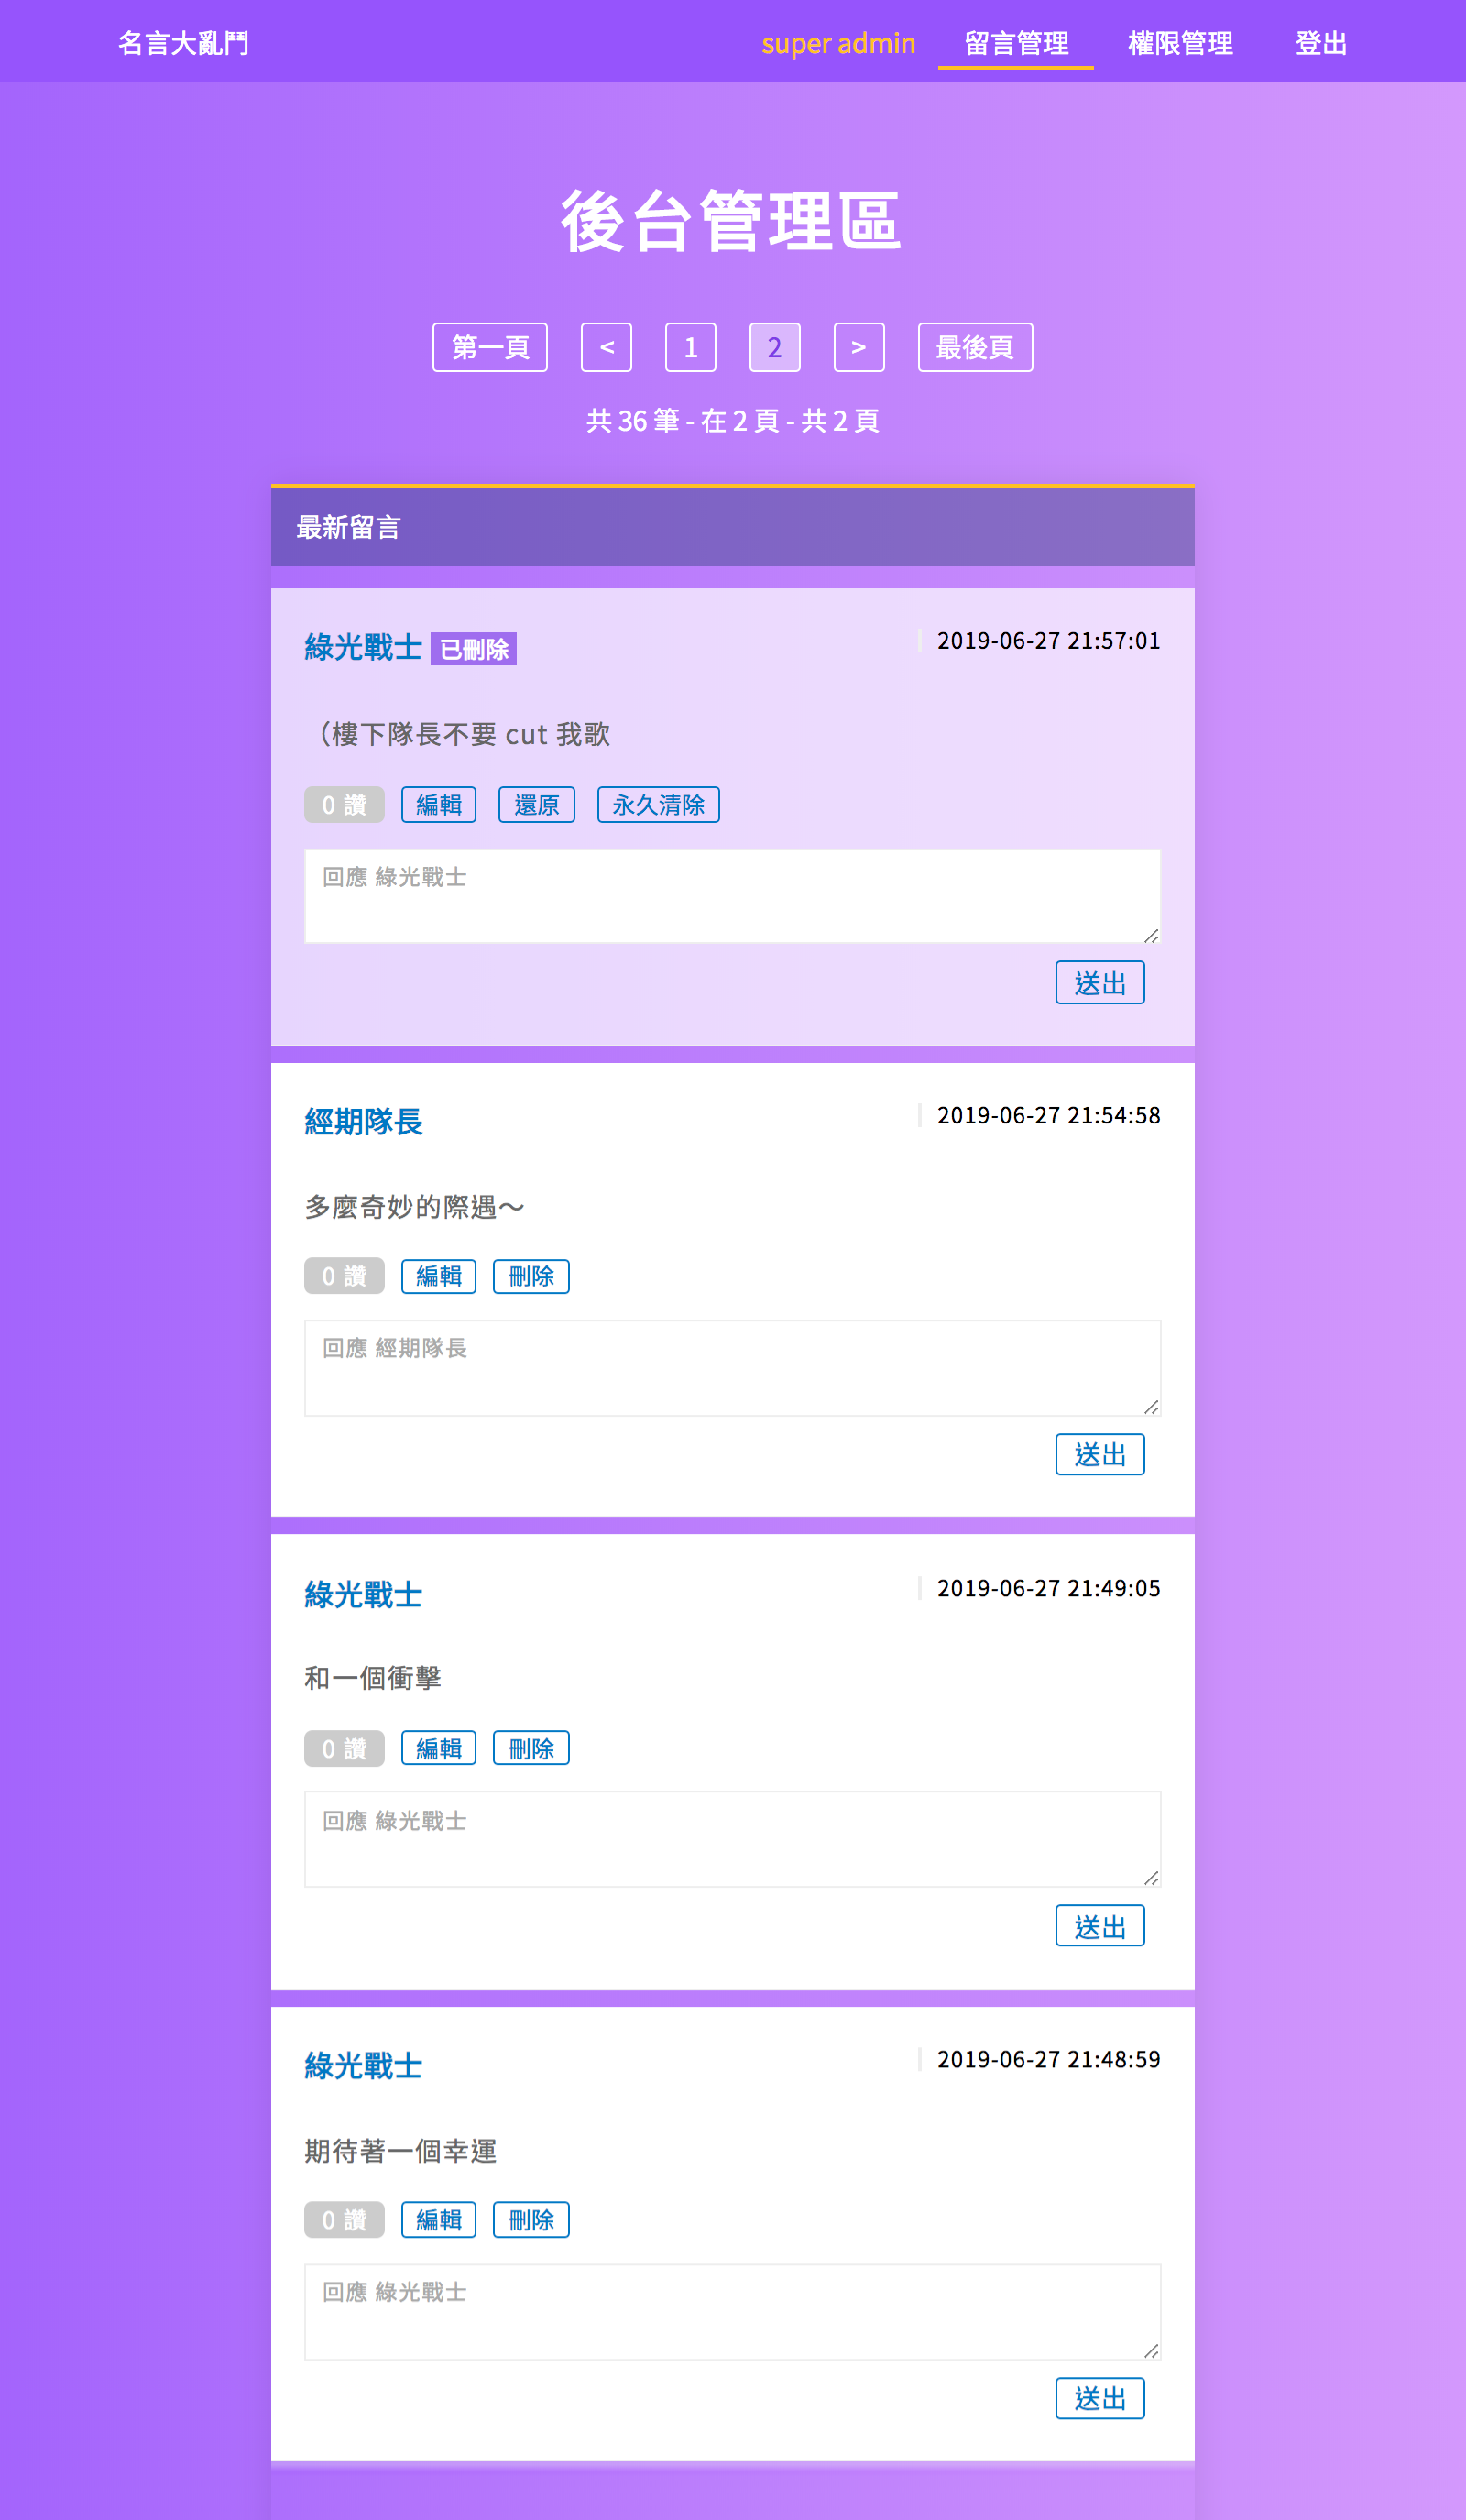 名言大亂鬥 super admin 留言管理 權限管理 登出
後台管理區
第一頁 < 1 2 > 最後頁
共 36 筆 - 在 2 頁 - 共 2 頁
最新留言
綠光戰士 已刪除 2019-06-27 21:57:01
（樓下隊長不要 cut 我歌
0 讚 編輯 還原 永久清除
回應 綠光戰士
送出
經期隊長 2019-06-27 21:54:58
多麼奇妙的際遇～
0 讚 編輯 刪除
回應 經期隊長
送出
綠光戰士 2019-06-27 21:49:05
和一個衝擊
0 讚 編輯 刪除
回應 綠光戰士
送出
綠光戰士 2019-06-27 21:48:59
期待著一個幸運
0 讚 編輯 刪除
回應 綠光戰士
送出